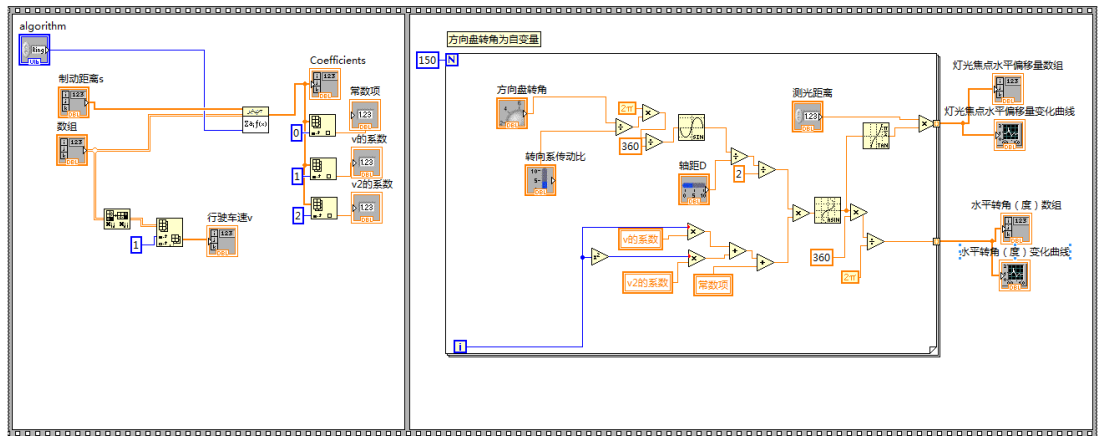 algorithm
Ring
制动距离s
数组
Coefficients
常数项
0
v的系数
1
v2的系数
2
1
行驶车速v
方向盘转角为自变量
150
N
方向盘转角
转向系传动比
2π
360
SIN
轴距D
2
测光距离
TAN
ASIN
v的系数
v2的系数
常数项
x²
360
2π
i
灯光焦点水平偏移量数组
灯光焦点水平偏移量变化曲线
水平转角（度）数组
水平转角（度）变化曲线